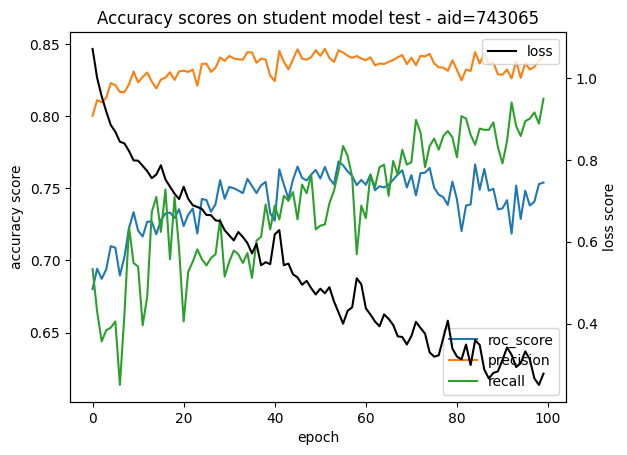 Accuracy scores on student model test - aid=743065
0.85
0.80
0.75
0.70
0.65
accuracy score
loss
1.0
0.8
0.6
0.4
loss score
roc_score
precision
recall
0
20
40
60
80
100
epoch